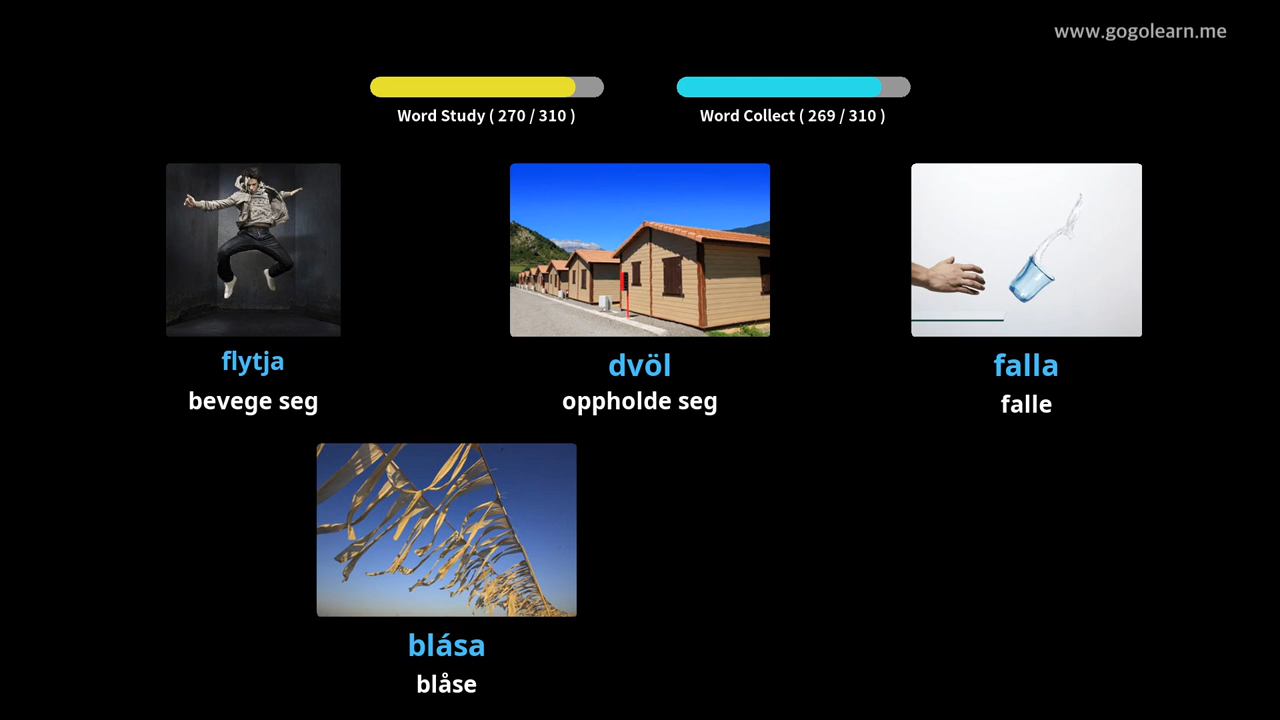 www.gogolearn.me
Word Study ( 270 / 310 )
Word Collect ( 269 / 310 )
flytja
bevege seg
dvöl
oppholde seg
falla
falle
blása
blåse